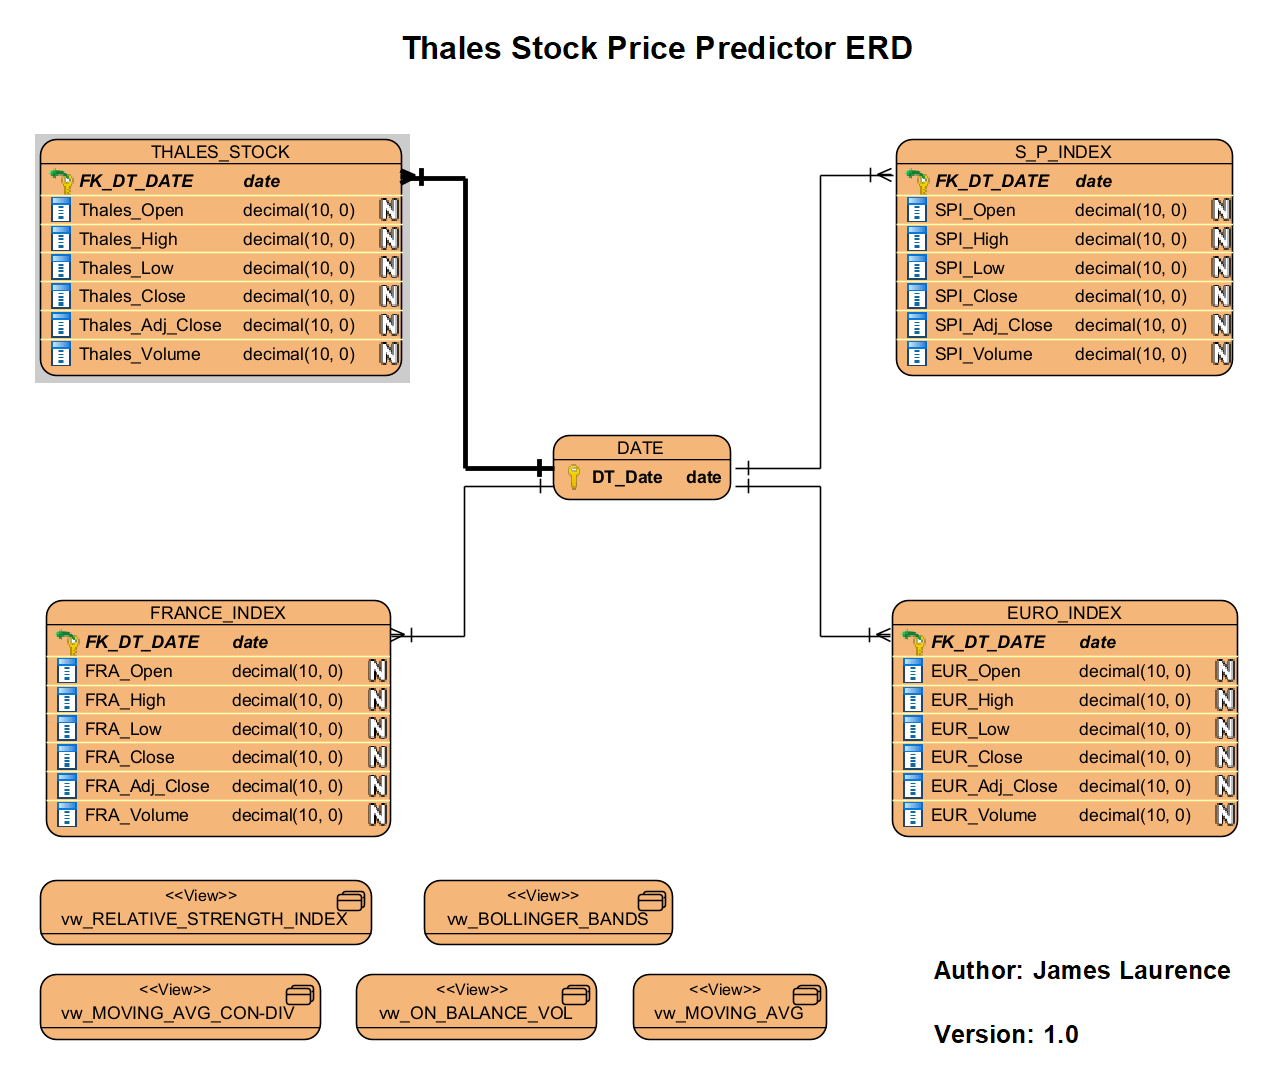 Thales Stock Price Predictor ERD
THALES_STOCK
FK_DT_DATE date
Thales_Open decimal(10, 0) N
Thales_High decimal(10, 0) N
Thales_Low decimal(10, 0) N
Thales_Close decimal(10, 0) N
Thales_Adj_Close decimal(10, 0) N
Thales_Volume decimal(10, 0) N
S_P_INDEX
FK_DT_DATE date
SPI_Open decimal(10, 0) N
SPI_High decimal(10, 0) N
SPI_Low decimal(10, 0) N
SPI_Close decimal(10, 0) N
SPI_Adj_Close decimal(10, 0) N
SPI_Volume decimal(10, 0) N
DATE
DT_Date date
FRANCE_INDEX
FK_DT_DATE date
FRA_Open decimal(10, 0) N
FRA_High decimal(10, 0) N
FRA_Low decimal(10, 0) N
FRA_Close decimal(10, 0) N
FRA_Adj_Close decimal(10, 0) N
FRA_Volume decimal(10, 0) N
EURO_INDEX
FK_DT_DATE date
EUR_Open decimal(10, 0) N
EUR_High decimal(10, 0) N
EUR_Low decimal(10, 0) N
EUR_Close decimal(10, 0) N
EUR_Adj_Close decimal(10, 0) N
EUR_Volume decimal(10, 0) N
<<View>>
vw_RELATIVE_STRENGTH_INDEX
<<View>>
vw_BOLLINGER_BANDS
<<View>>
vw_MOVING_AVG_CON-DIV
<<View>>
vw_ON_BALANCE_VOL
<<View>>
vw_MOVING_AVG
Author: James Laurence
Version: 1.0